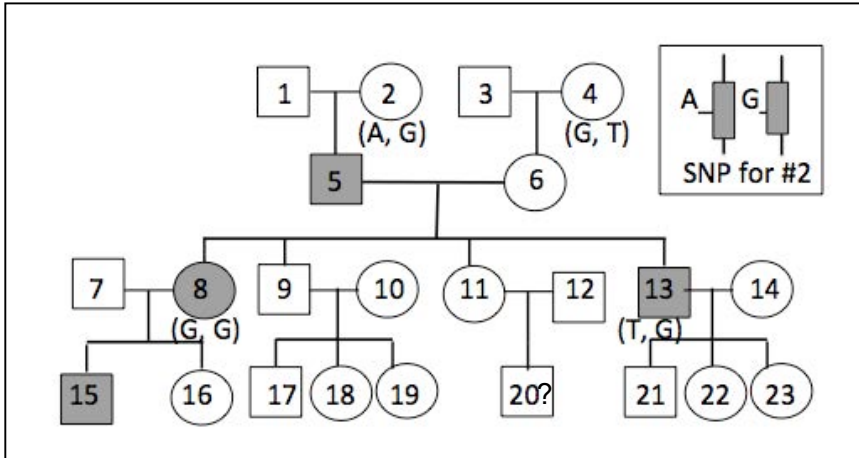 1 2 3 4
(A, G) (G, T)
A G
SNP for #2
5 6
7 8 9 10 11 12 13 14
(G, G) (T, G)
15 16 17 18 19 20? 21 22 23